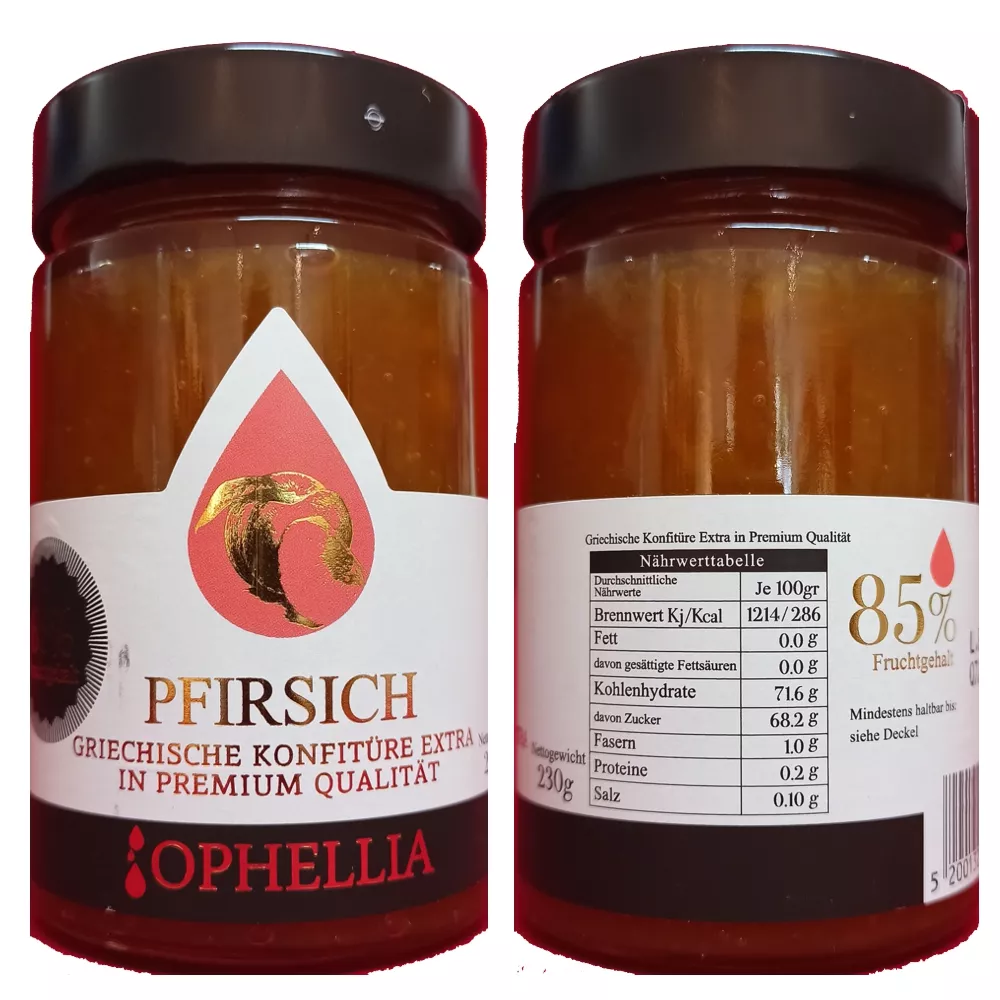 PFIRSICH
GRIECHISCHE KONFITÜRE EXTRA
IN PREMIUM QUALITÄT
OPHELLIA
Griechische Konfitüre Extra in Premium Qualität
Nährwerttabelle
Durchschnittliche Nährwerte Je 100gr
Brennwert Kj/Kcal 1214/ 286
Fett 0.0 g
davon gesättigte Fettsäuren 0.0 g
Kohlenhydrate 71.6 g
davon Zucker 68.2 g
Fasern 1.0 g
Proteine 0.2 g
Salz 0.10 g
Nettogewicht
230g
85%
Fruchtgehalt
Mindestens haltbar bis:
siehe Deckel